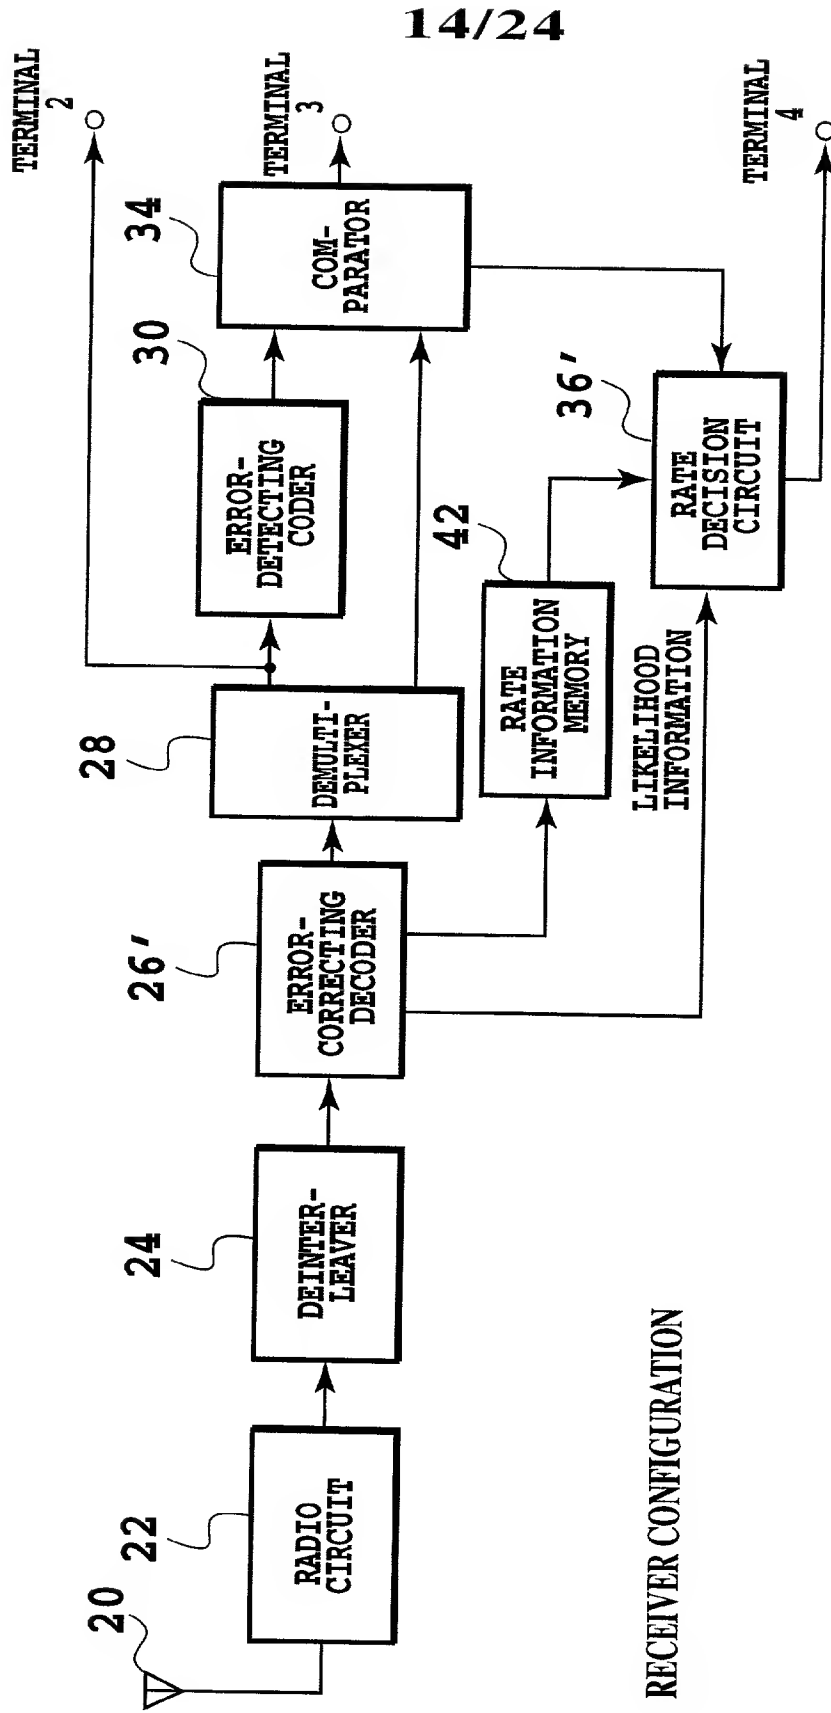 14/24
TERMINAL
2
TERMINAL
3
TERMINAL
4
20
22
RADIO
CIRCUIT
24
DEINTER-
LEAVER
26'
ERROR-
CORRECTING
DECODER
28
DEMULTI-
PLEXER
30
ERROR-
DETECTING
CODER
34
COM-
PARATOR
42
RATE
INFORMATION
MEMORY
36'
RATE
DECISION
CIRCUIT
LIKELIHOOD
INFORMATION
RECEIVER CONFIGURATION